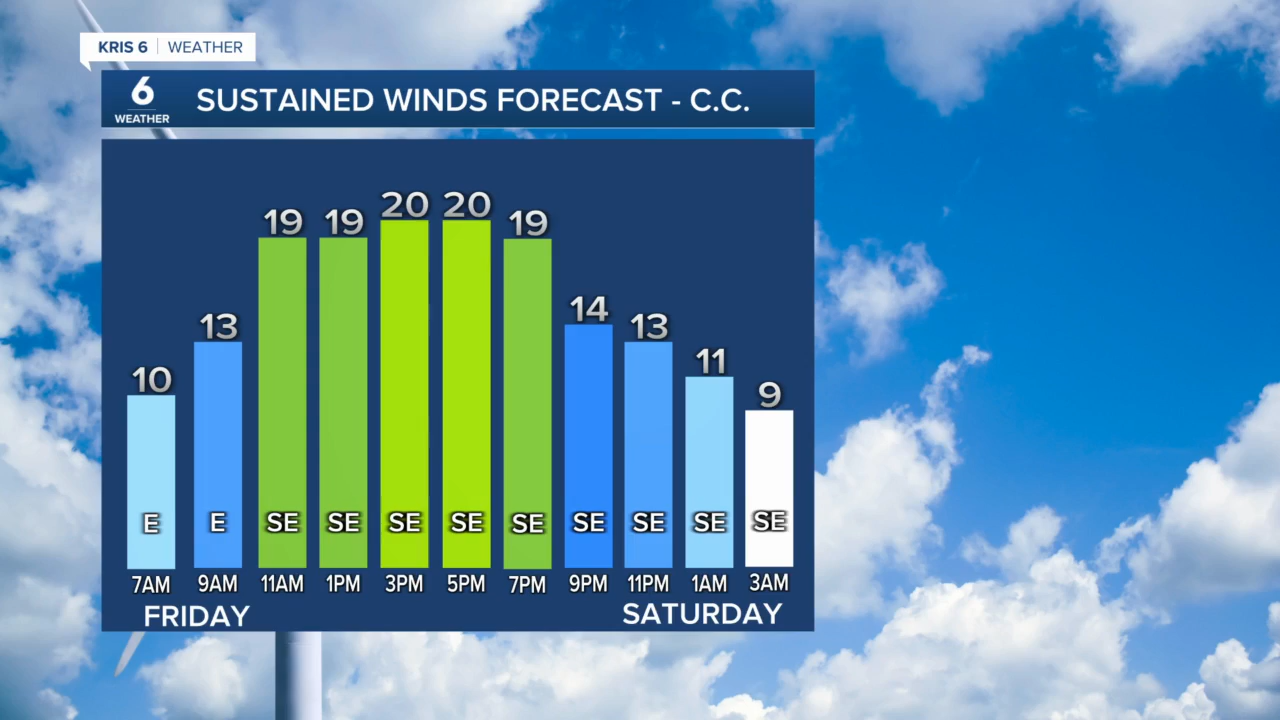 KRIS 6 | WEATHER
6
WEATHER
SUSTAINED WINDS FORECAST - C.C.
10 13 19 19 20 20 19 14 13 11 9
E E SE SE SE SE SE SE SE SE SE
7AM 9AM 11AM 1PM 3PM 5PM 7PM 9PM 11PM 1AM 3AM
FRIDAY SATURDAY